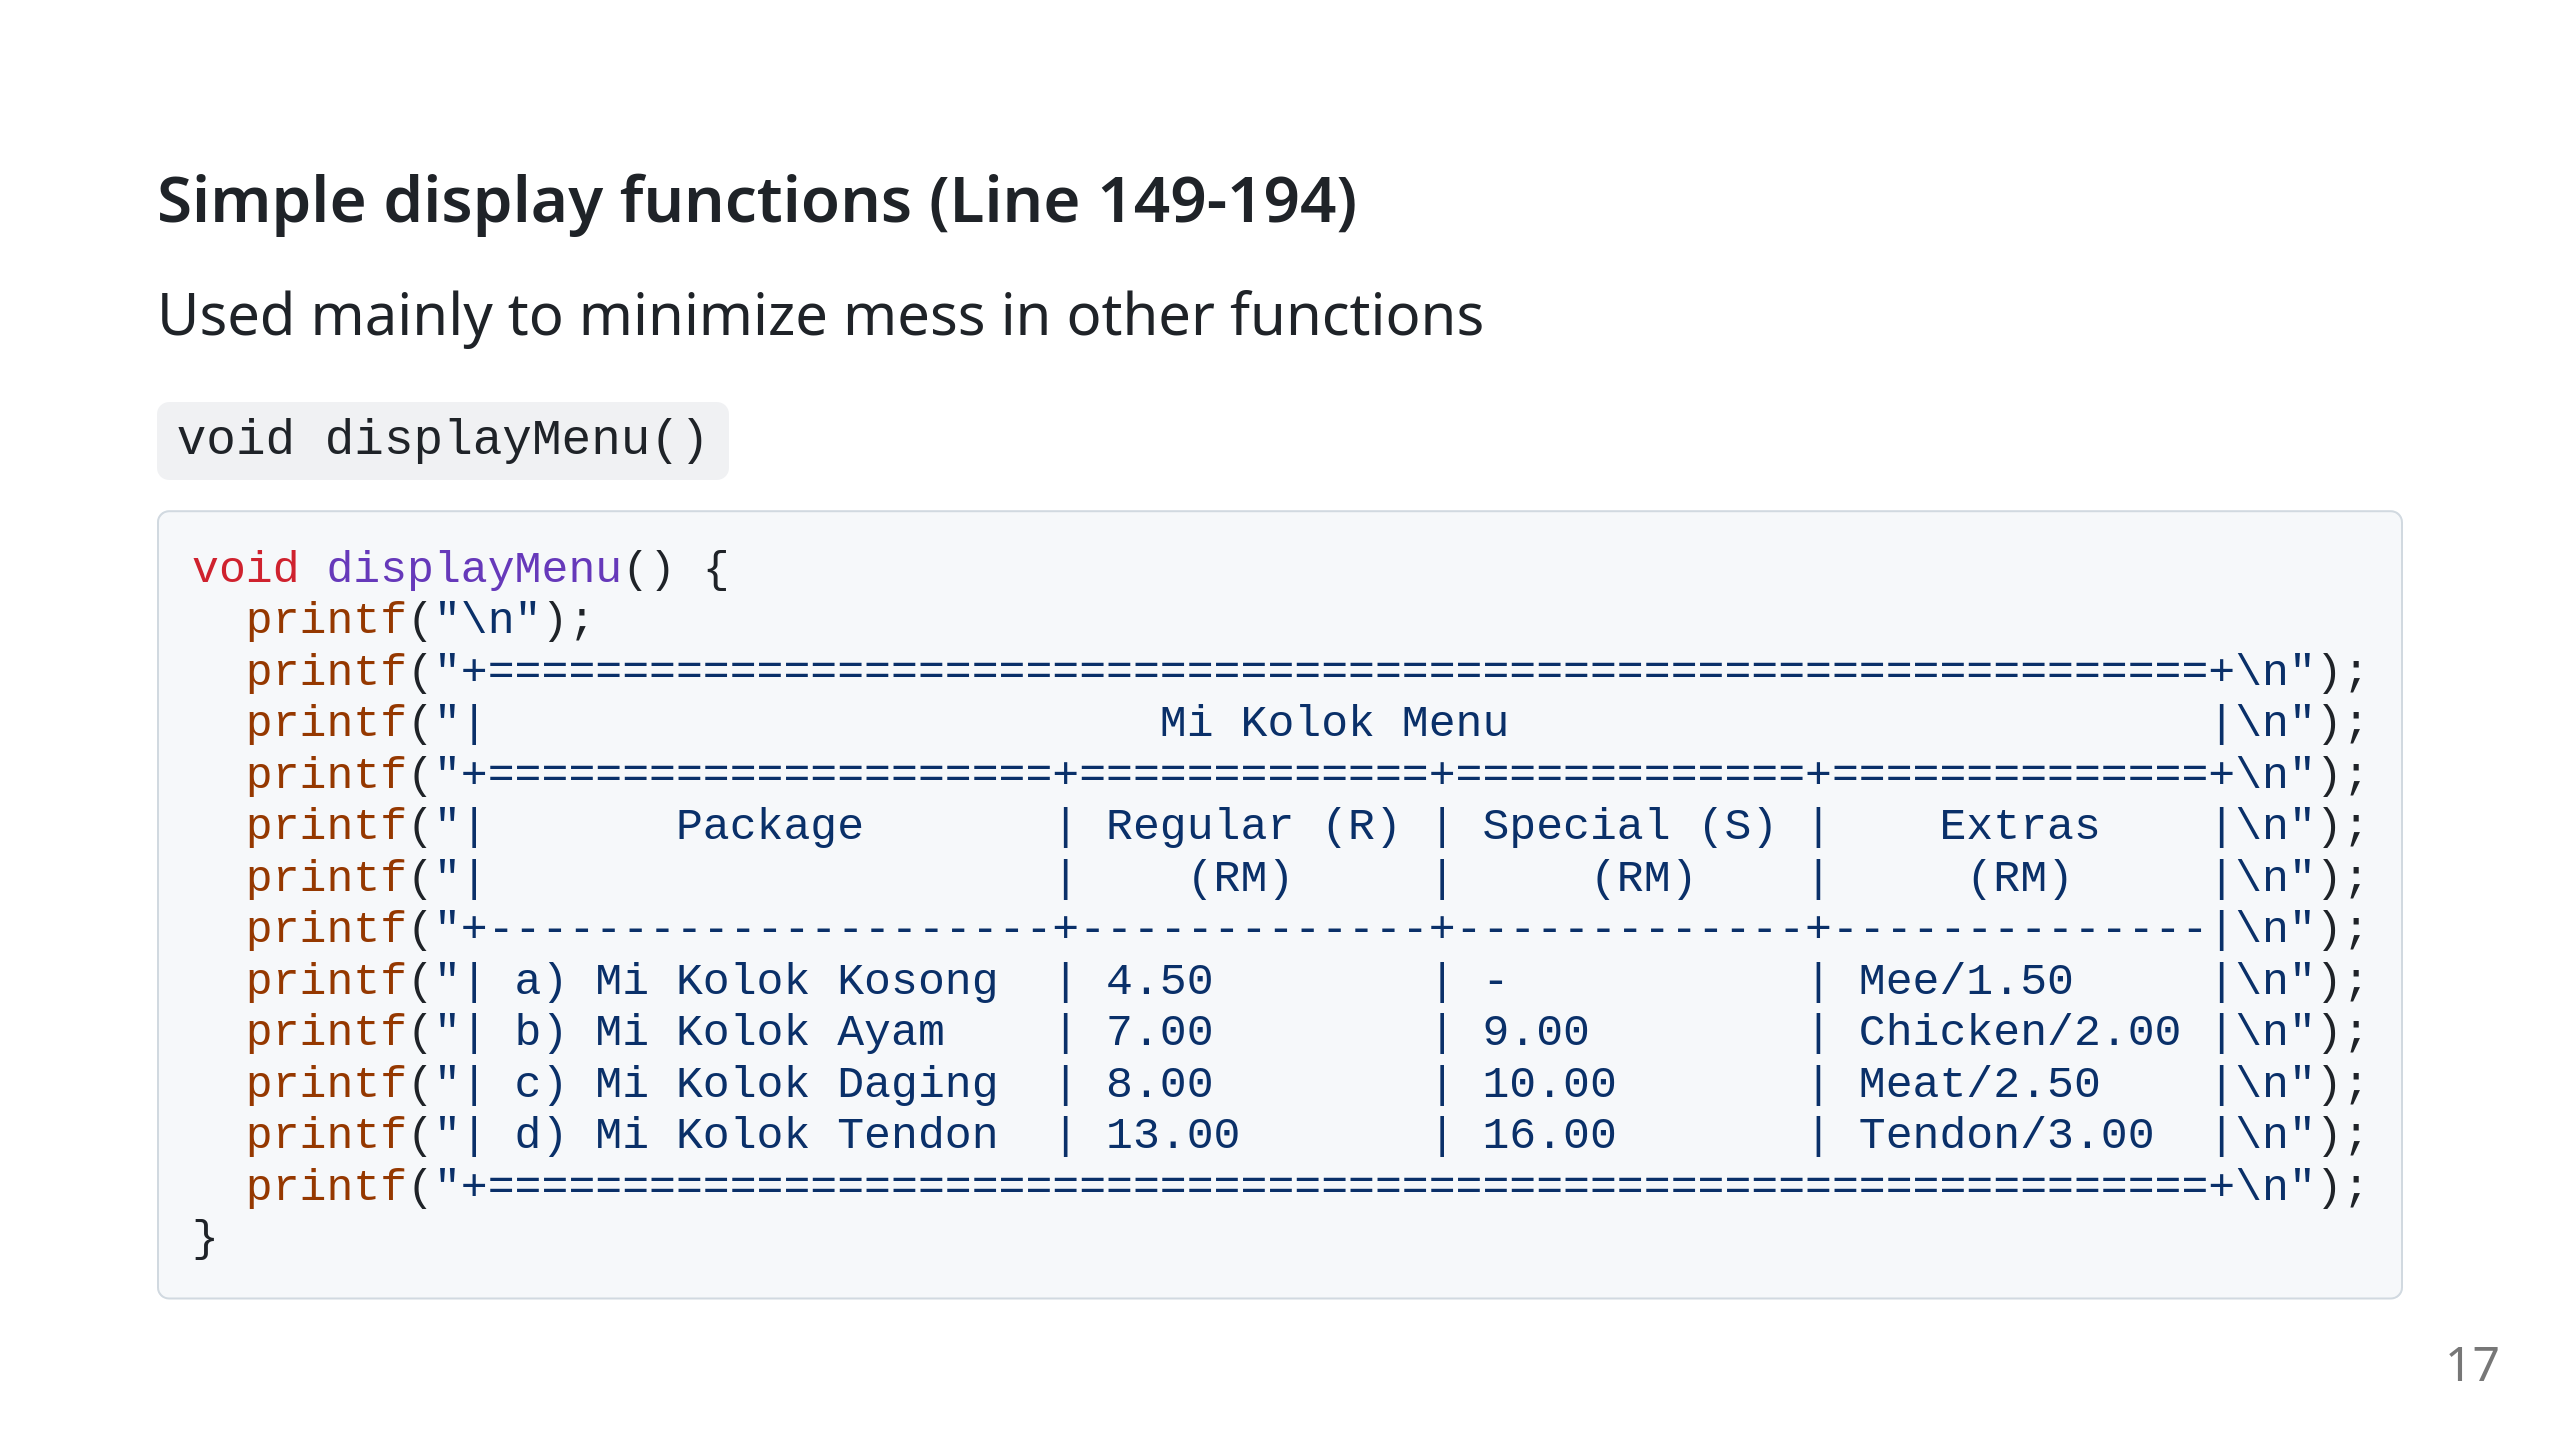 Simple display functions (Line 149-194)
Used mainly to minimize mess in other functions
void displayMenu()
void displayMenu() {
  printf("\n");
  printf("+================================================================+\n");
  printf("|                         Mi Kolok Menu                          |\n");
  printf("+=====================+=============+=============+==============+\n");
  printf("|       Package       | Regular (R) | Special (S) |    Extras    |\n");
  printf("|                     |    (RM)     |     (RM)    |     (RM)     |\n");
  printf("+---------------------+-------------+-------------+--------------|\n");
  printf("| a) Mi Kolok Kosong  | 4.50        | -           | Mee/1.50     |\n");
  printf("| b) Mi Kolok Ayam    | 7.00        | 9.00        | Chicken/2.00 |\n");
  printf("| c) Mi Kolok Daging  | 8.00        | 10.00       | Meat/2.50    |\n");
  printf("| d) Mi Kolok Tendon  | 13.00       | 16.00       | Tendon/3.00  |\n");
  printf("+================================================================+\n");
}
17